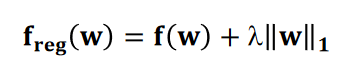 f_reg(w) = f(w) + λ‖w‖₁